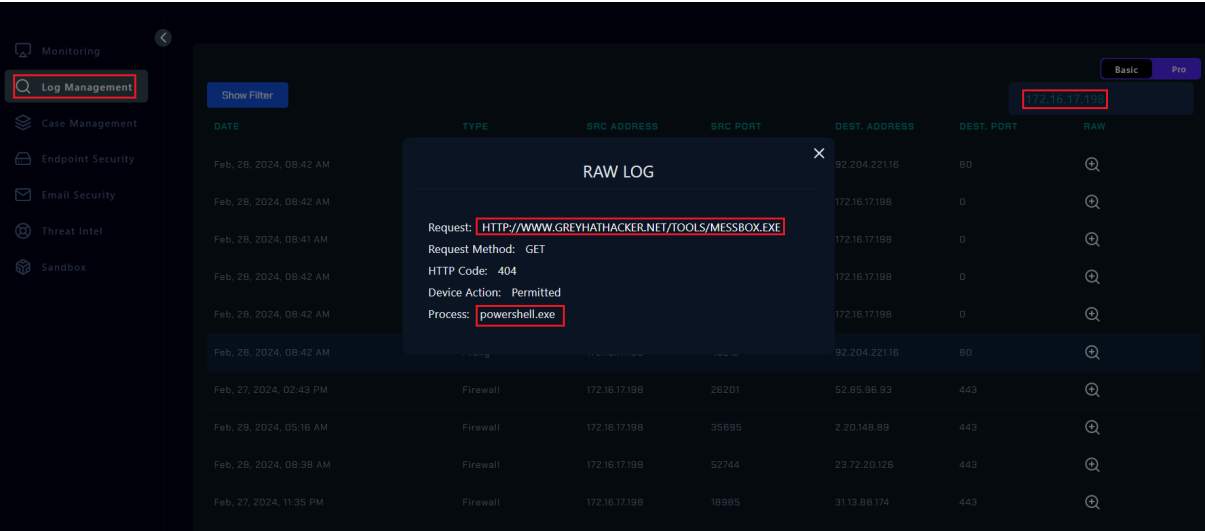 Monitoring
Log Management
Case Management
Endpoint Security
Email Security
Threat Intel
Sandbox
Basic Pro
Show Filter
172.16.17.198
DATE TYPE SRC ADDRESS SRC PORT DEST. ADDRESS DEST. PORT RAW
Feb, 28, 2024, 08:42 AM 92.204.221.16 80
Feb, 28, 2024, 08:42 AM 172.16.17.198 0
Feb, 28, 2024, 08:41 AM 172.16.17.198 0
Feb, 28, 2024, 08:42 AM 172.16.17.198 0
Feb, 28, 2024, 08:42 AM 172.16.17.198 0
Feb, 28, 2024, 08:42 AM 92.204.221.16 80
Feb, 27, 2024, 02:43 PM Firewall 172.16.17.198 26201 52.85.96.93 443
Feb, 29, 2024, 05:16 AM Firewall 172.16.17.198 35695 2.20.148.89 443
Feb, 28, 2024, 08:38 AM Firewall 172.16.17.198 52744 23.72.20.126 443
Feb, 27, 2024, 11:35 PM Firewall 172.16.17.198 18985 31.13.88.174 443
RAW LOG
Request: HTTP://WWW.GREYHATHACKER.NET/TOOLS/MESSBOX.EXE
Request Method: GET
HTTP Code: 404
Device Action: Permitted
Process: powershell.exe